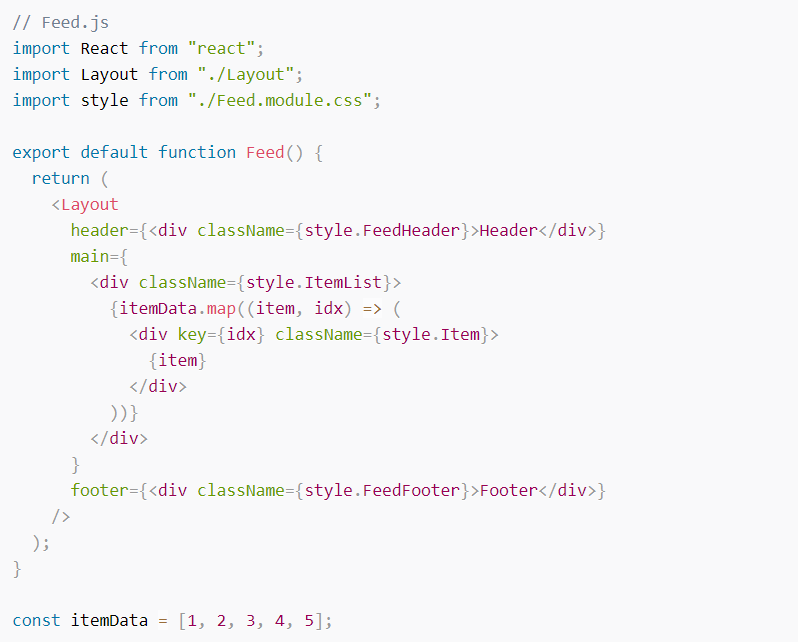 // Feed.js
import React from "react";
import Layout from "./Layout";
import style from "./Feed.module.css";

export default function Feed() {
  return (
    <Layout
      header={<div className={style.FeedHeader}>Header</div>}
      main={
        <div className={style.ItemList}>
          {itemData.map((item, idx) => (
            <div key={idx} className={style.Item}>
              {item}
            </div>
          ))}
        </div>
      }
      footer={<div className={style.FeedFooter}>Footer</div>}
    />
  );
}

const itemData = [1, 2, 3, 4, 5];